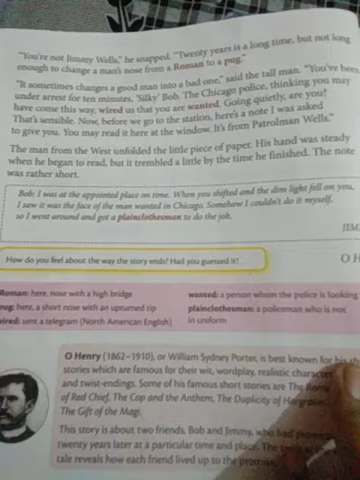 "You're not Jimmy Wells," he snapped. "Twenty years is a long time, but not long
enough to change a man's nose from a Roman to a pug."
"It sometimes changes a good man into a bad one," said the tall man. "You've been
under arrest for ten minutes, 'Silky' Bob. The Chicago police, thinking you may
have come this way, wired us that you are wanted. Going quietly, are you?
That's sensible. Now, before we go to the station, here's a note I was asked
to give you. You may read it here at the window. It's from Patrolman Wells."
The man from the West unfolded the little piece of paper. His hand was steady
when he began to read, but it trembled a little by the time he finished. The note
was rather short.
Bob: I was at the appointed place on time. When you shifted and the dim light fell on you,
I saw it was the face of the man wanted in Chicago. Somehow I couldn't do it myself,
so I went around and got a plainclothesman to do the job.
JIM
O H
How do you feel about the way the story ends? Had you guessed it?
Roman: here, nose with a high bridge
pug: here, a short nose with an upturned tip
wired: sent a telegram (North American English)
wanted: a person whom the police is looking
plainclothesman: a policeman who is not
in uniform
O Henry (1862–1910), or William Sydney Porter, is best known for his
stories which are famous for their wit, wordplay, realistic
and twist-endings. Some of his famous short stories are The
of Red Chief, The Cop and the Anthem, The Duplicity of
The Gift of the Magi.
This story is about two friends, Bob and Jimmy, who had
twenty years later at a particular time and place. The
tale reveals how each friend lived up to the promise.